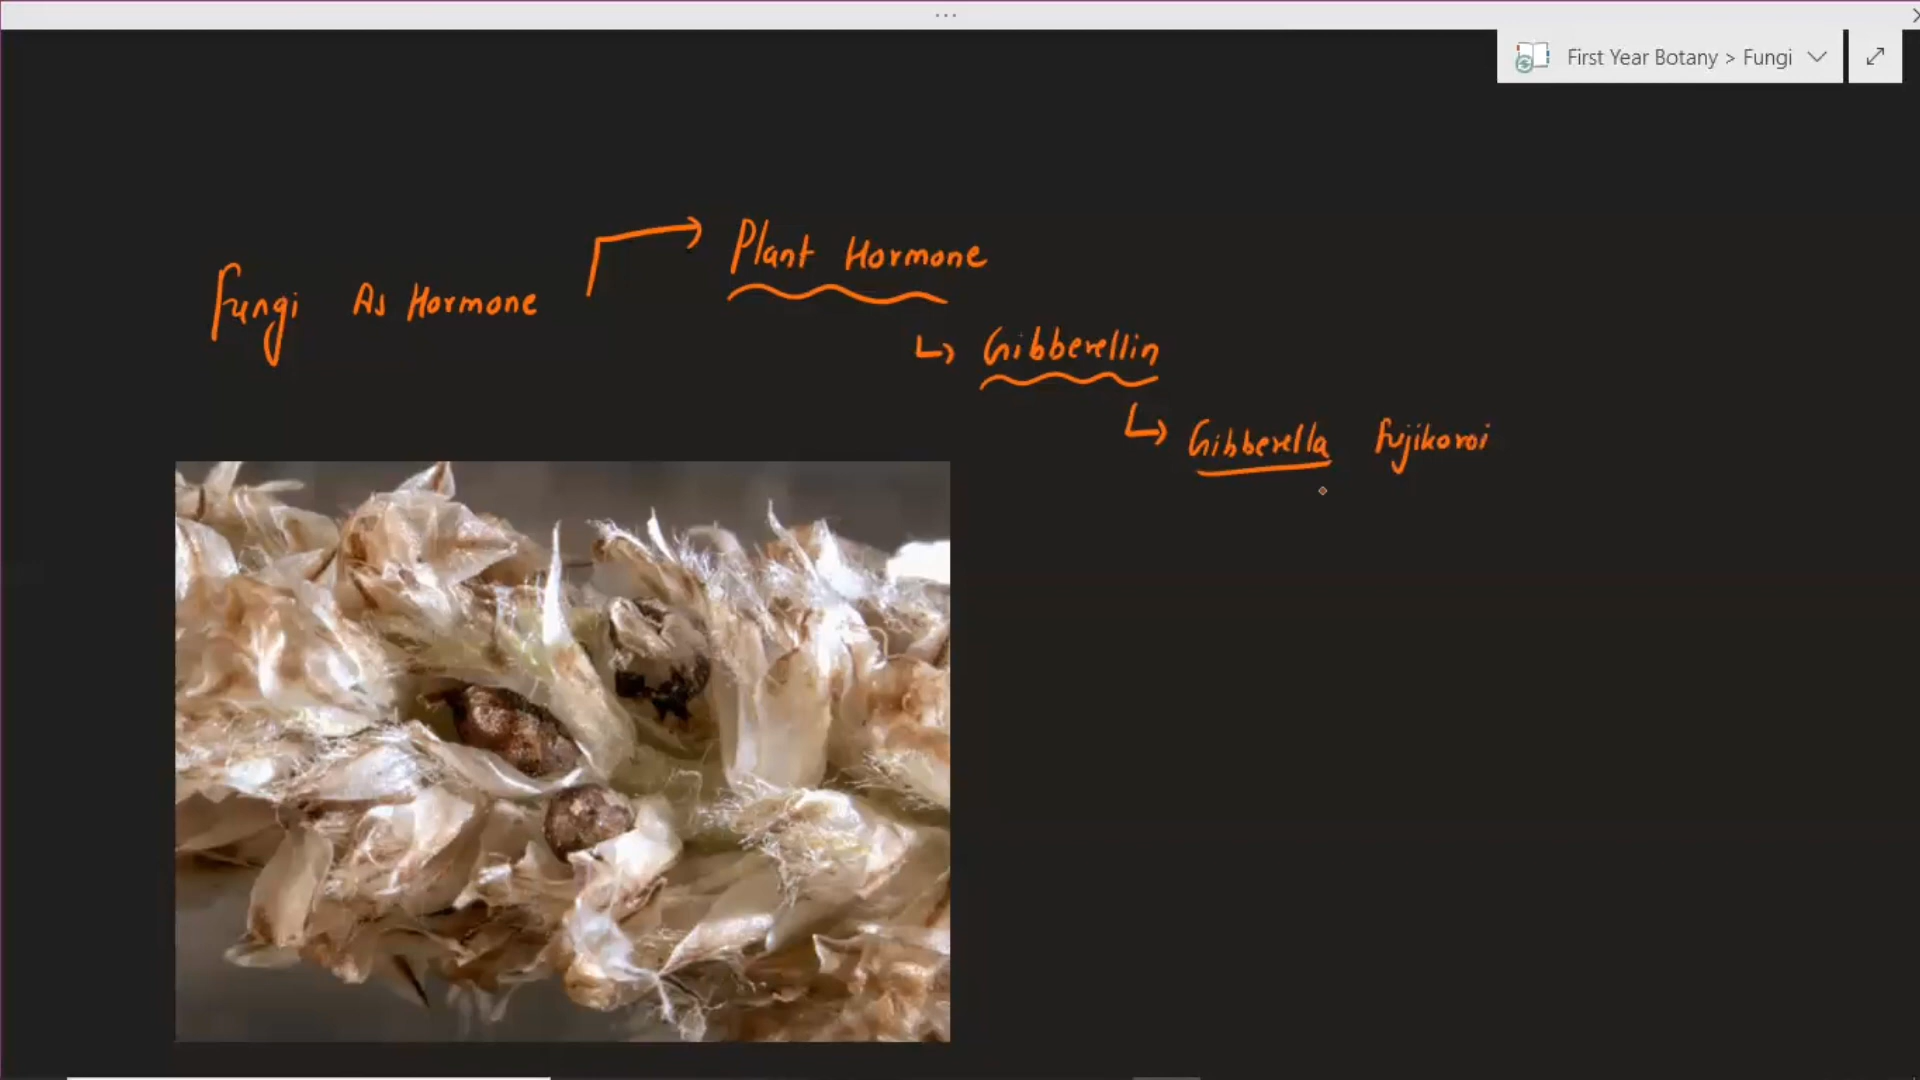 First Year Botany > Fungi
Plant Hormone
Fungi As Hormone
Gibberellin
Gibberella Fujikoroi